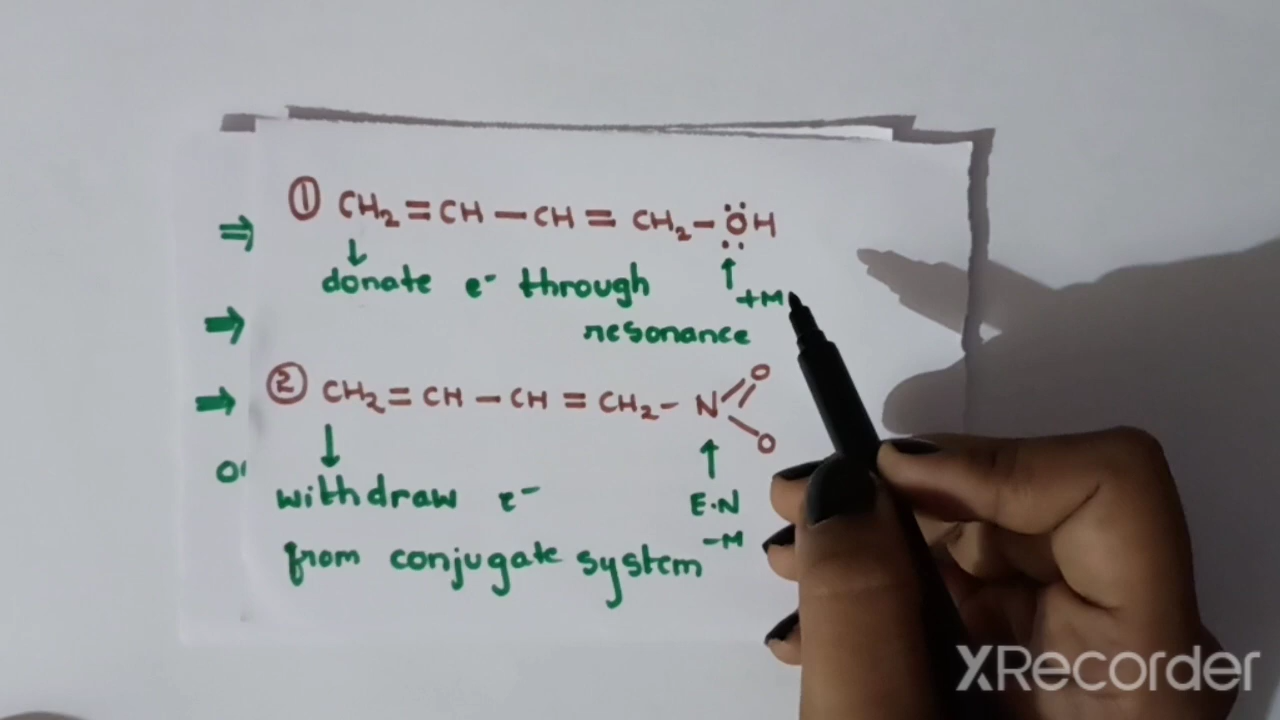 ⇒ ① CH₂=CH—CH=CH₂-ÖH
↓ ↑
donate e⁻ through +M
⇒ resonance
⇒ ② CH₂=CH—CH=CH₂-N O
O
↓ ↑
withdraw e⁻ E.N
-M
from conjugate system
XRecorder